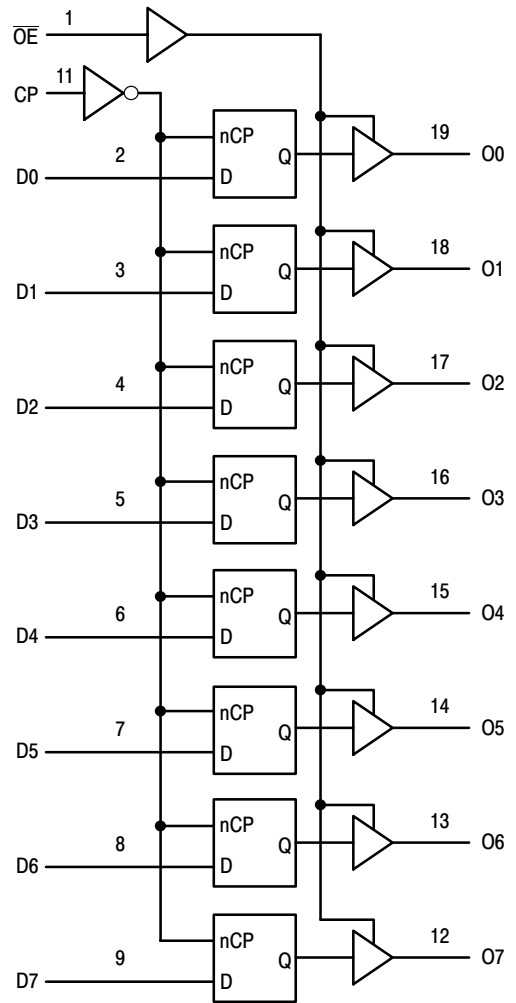 O̅E̅ 1
CP 11
nCP
2 Q 19 O0
D0 D
nCP
3 Q 18 O1
D1 D
nCP
4 Q 17 O2
D2 D
nCP
5 Q 16 O3
D3 D
nCP
6 Q 15 O4
D4 D
nCP
7 Q 14 O5
D5 D
nCP
8 Q 13 O6
D6 D
nCP
9 Q 12 O7
D7 D